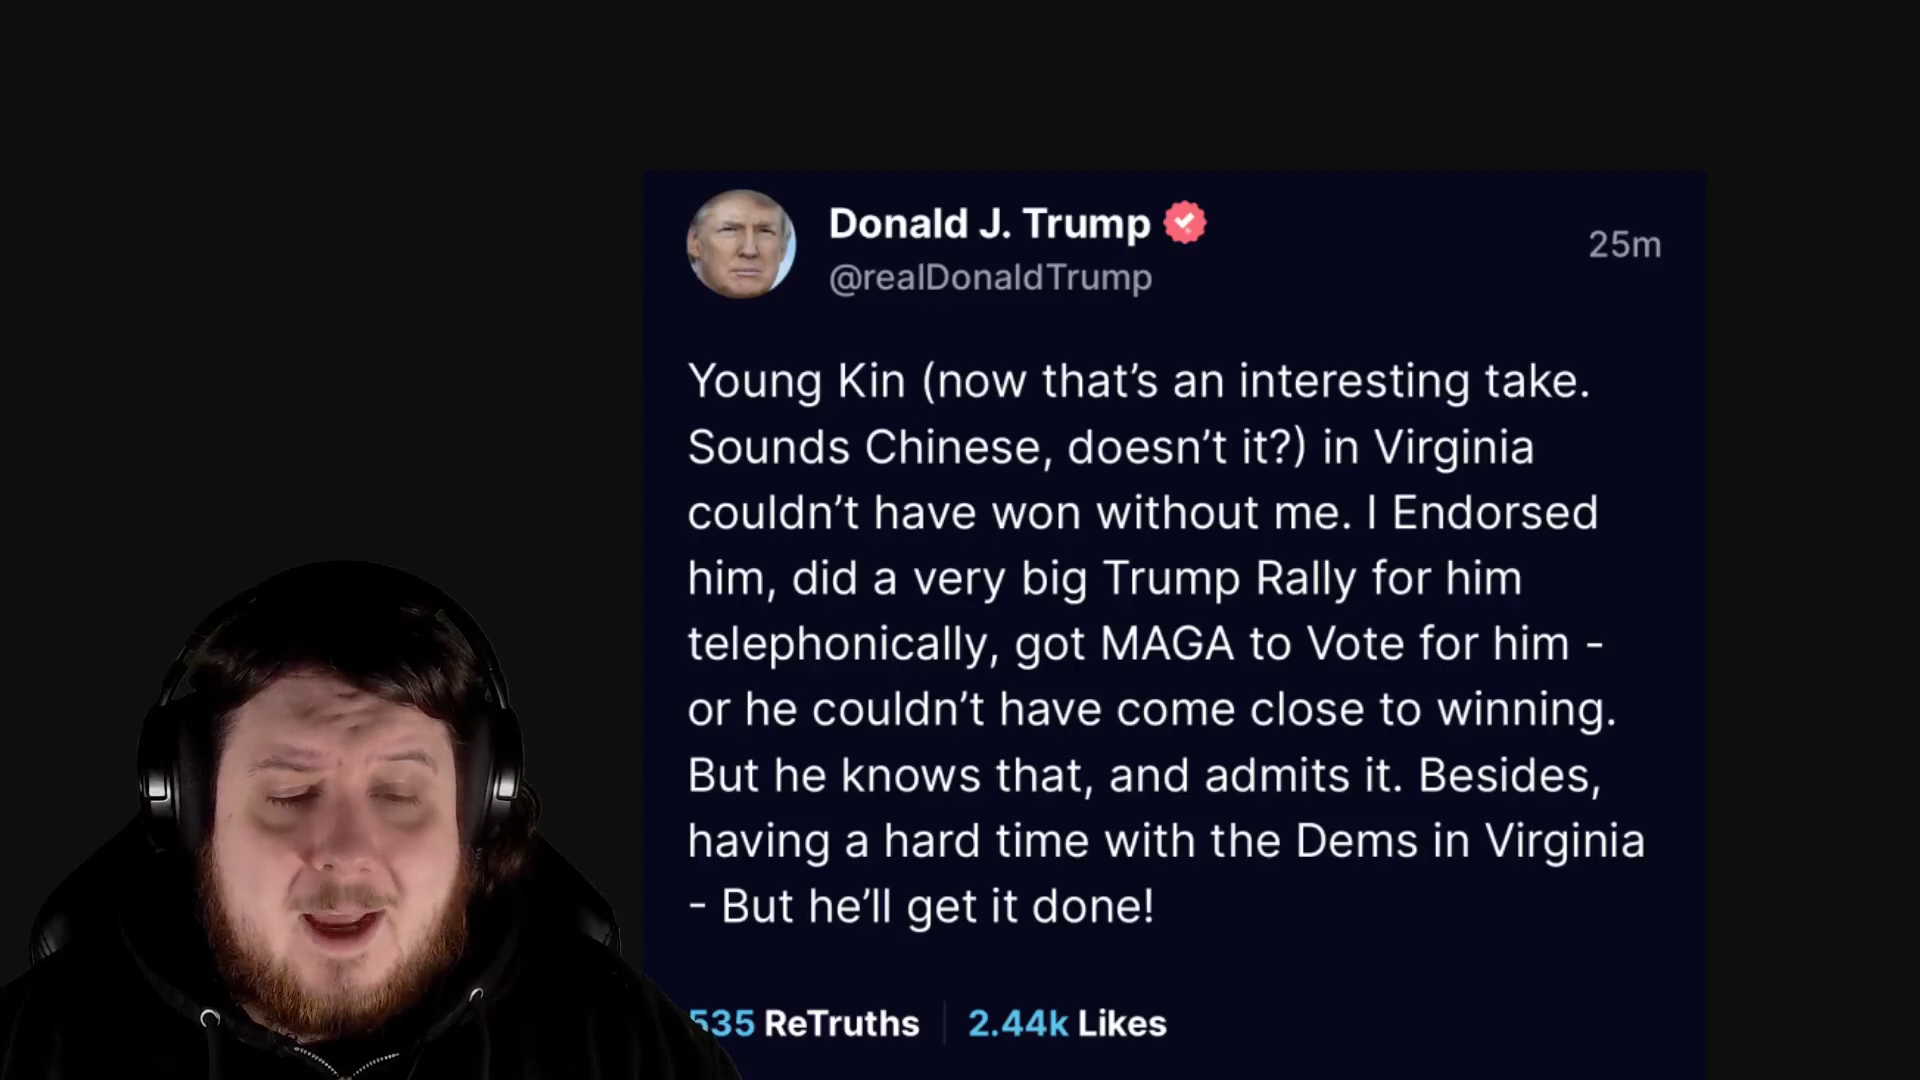 Donald J. Trump
25m
@realDonaldTrump
Young Kin (now that’s an interesting take.
Sounds Chinese, doesn’t it?) in Virginia
couldn’t have won without me. I Endorsed
him, did a very big Trump Rally for him
telephonically, got MAGA to Vote for him -
or he couldn’t have come close to winning.
But he knows that, and admits it. Besides,
having a hard time with the Dems in Virginia
- But he’ll get it done!
535 ReTruths 2.44k Likes